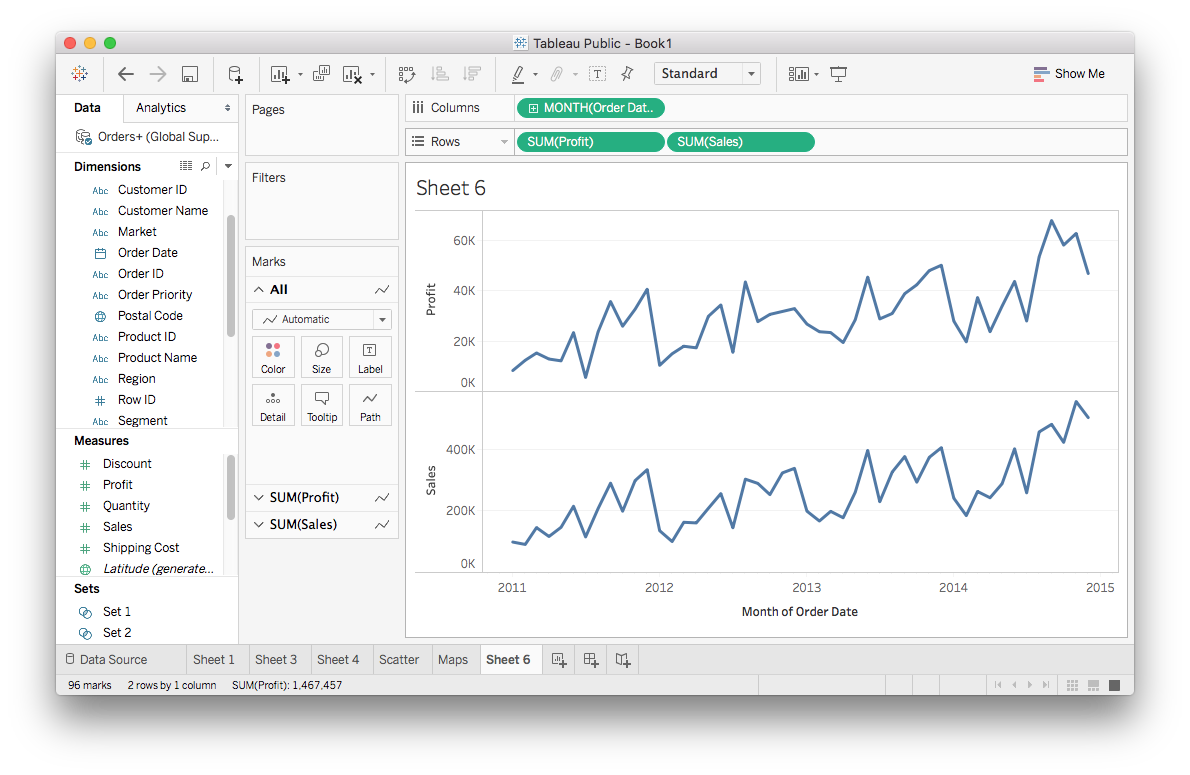 Tableau Public - Book1
Standard
Show Me
Data
Analytics
Orders+ (Global Sup...
Dimensions
Abc Customer ID
Abc Customer Name
Abc Market
Order Date
Abc Order ID
Abc Order Priority
Postal Code
Abc Product ID
Abc Product Name
Abc Region
Row ID
Abc Segment
Measures
Discount
Profit
Quantity
Sales
Shipping Cost
Latitude (generate...
Sets
Set 1
Set 2
Pages
Filters
Marks
All
Automatic
Color Size Label
Detail Tooltip Path
SUM(Profit)
SUM(Sales)
Columns
MONTH(Order Dat..
Rows
SUM(Profit) SUM(Sales)
Sheet 6
60K
40K
20K
0K
Profit
400K
200K
0K
Sales
2011 2012 2013 2014 2015
Month of Order Date
Data Source Sheet 1 Sheet 3 Sheet 4 Scatter Maps Sheet 6
96 marks 2 rows by 1 column SUM(Profit): 1,467,457